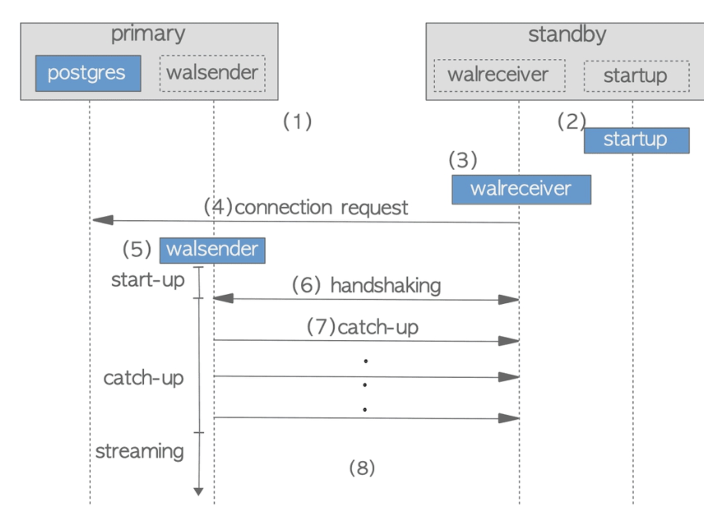 primary
standby
postgres
walsender
walreceiver
startup
(1)
(2)
startup
(3)
walreceiver
(4)connection request
(5)
walsender
start-up
(6) handshaking
(7)catch-up
catch-up
streaming
(8)